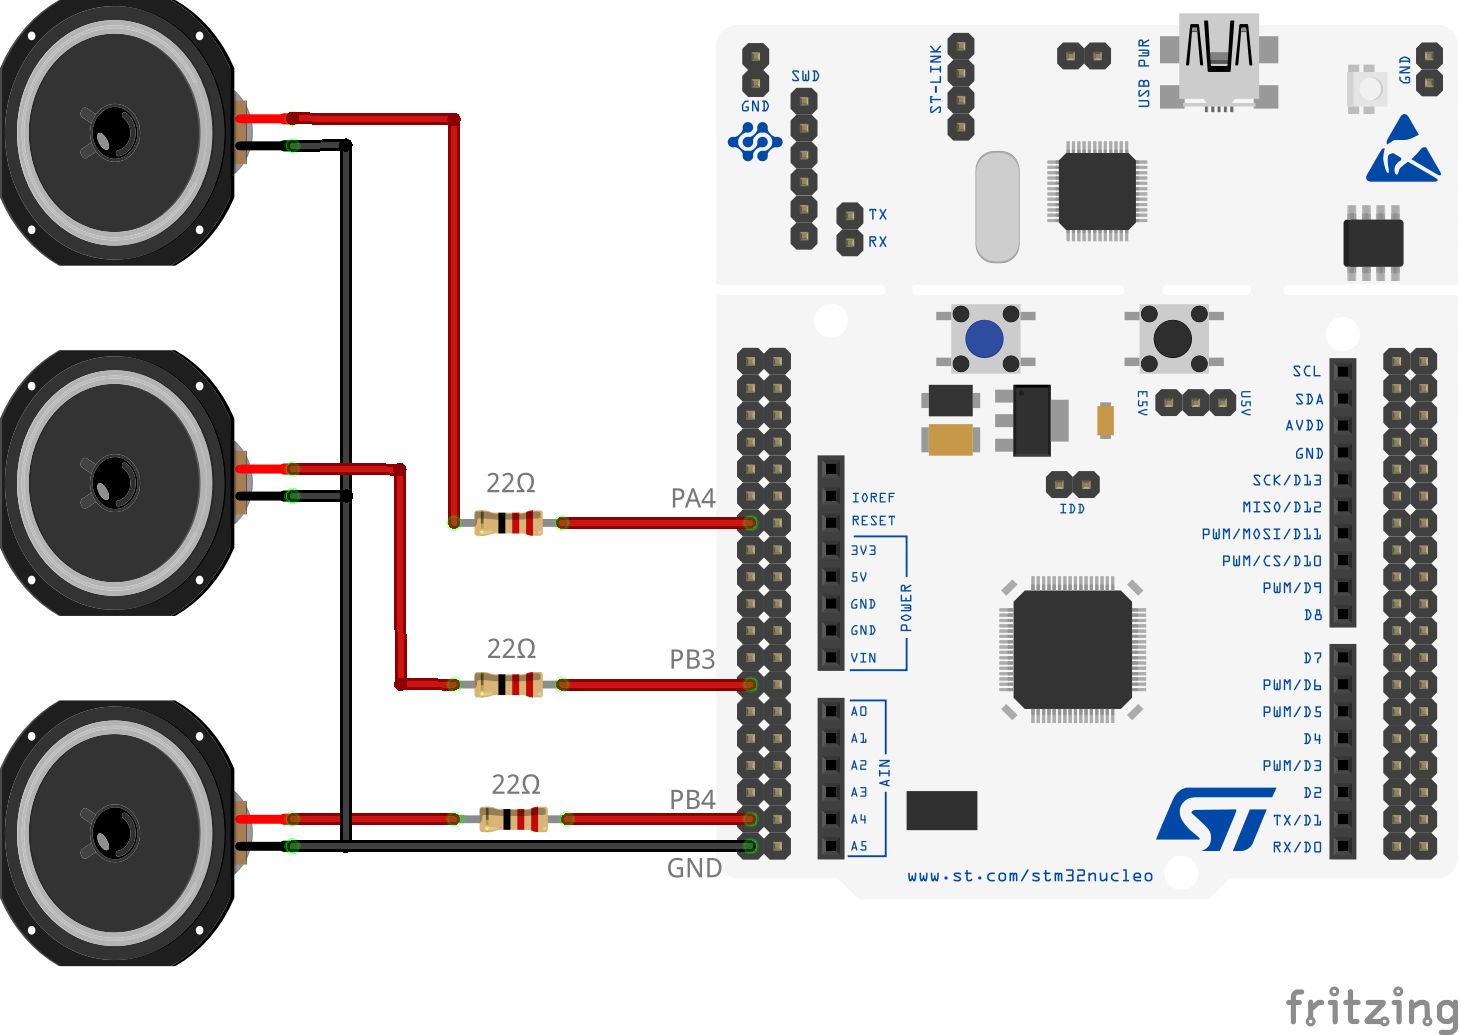 GND
SWD
ST-LINK
USB PWR
GND
TX
RX
E5V
U5V
IDD
22Ω
PA4
22Ω
PB3
22Ω
PB4
GND
IOREF
RESET
3V3
5V
GND
GND
VIN
POWER
A0
A1
A2
A3
A4
A5
AIN
SCL
SDA
AVDD
GND
SCK/D13
MISO/D12
PWM/MOSI/D11
PWM/CS/D10
PWM/D9
D8
D7
PWM/D6
PWM/D5
D4
PWM/D3
D2
TX/D1
RX/D0
ST
www.st.com/stm32nucleo
fritzing